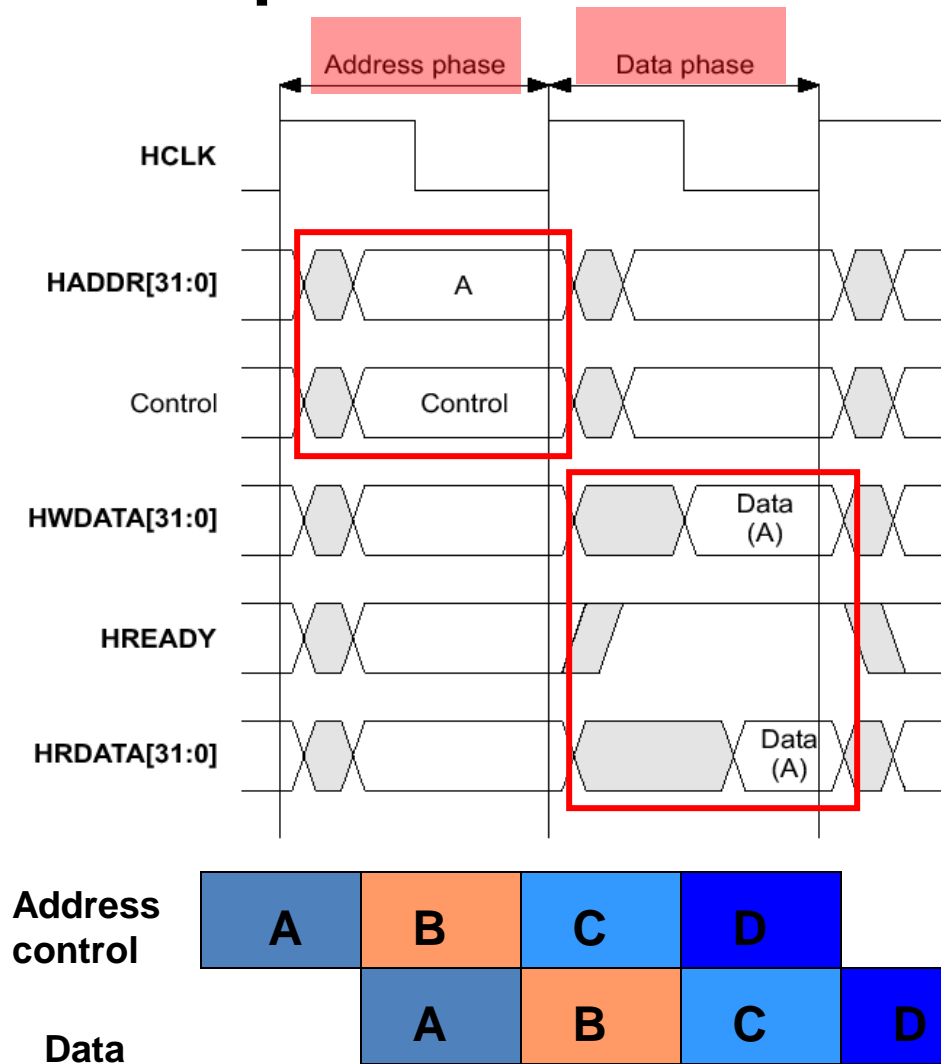 Address phase Data phase
HCLK
HADDR[31:0] A
Control Control
HWDATA[31:0] Data
(A)
HREADY
HRDATA[31:0] Data
(A)
Address
control
A B C D
Data
A B C D